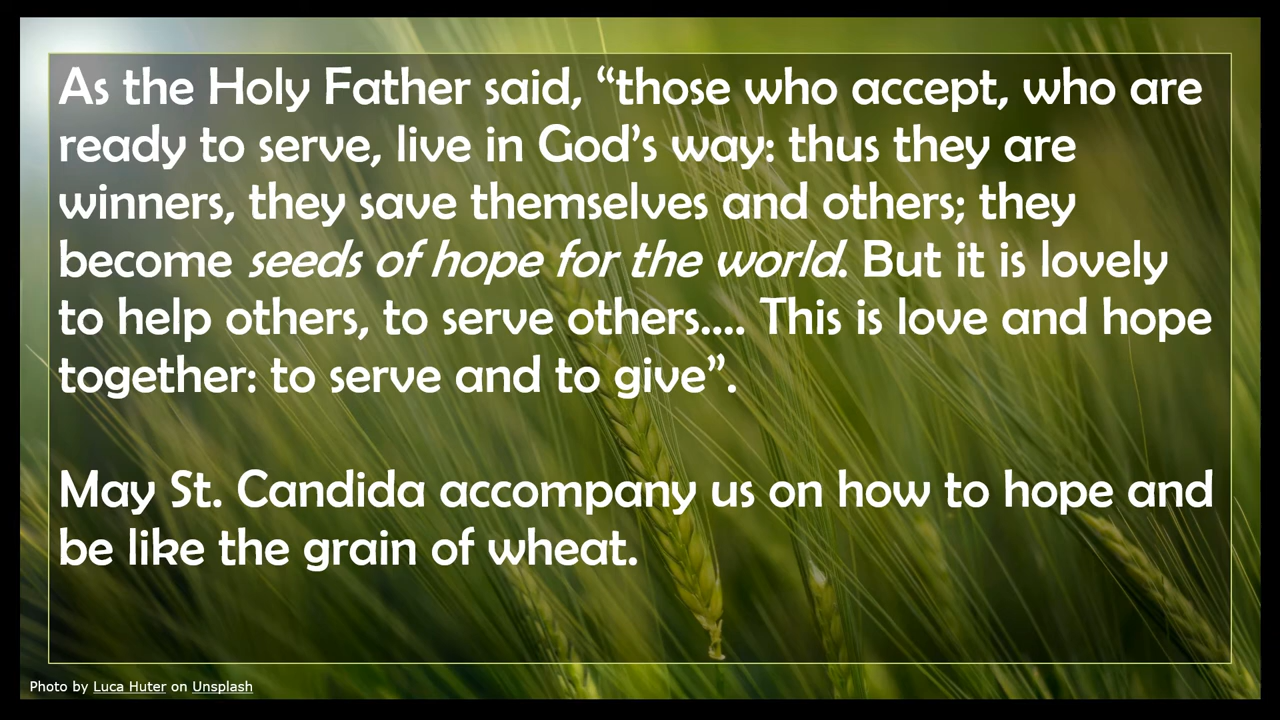 As the Holy Father said, “those who accept, who are
ready to serve, live in God’s way: thus they are
winners, they save themselves and others; they
become seeds of hope for the world. But it is lovely
to help others, to serve others.... This is love and hope
together: to serve and to give”.
May St. Candida accompany us on how to hope and
be like the grain of wheat.
Photo by Luca Huter on Unsplash